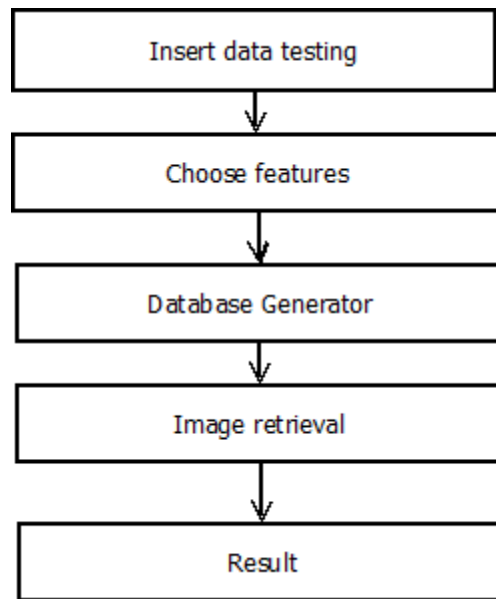 Insert data testing
Choose features
Database Generator
Image retrieval
Result